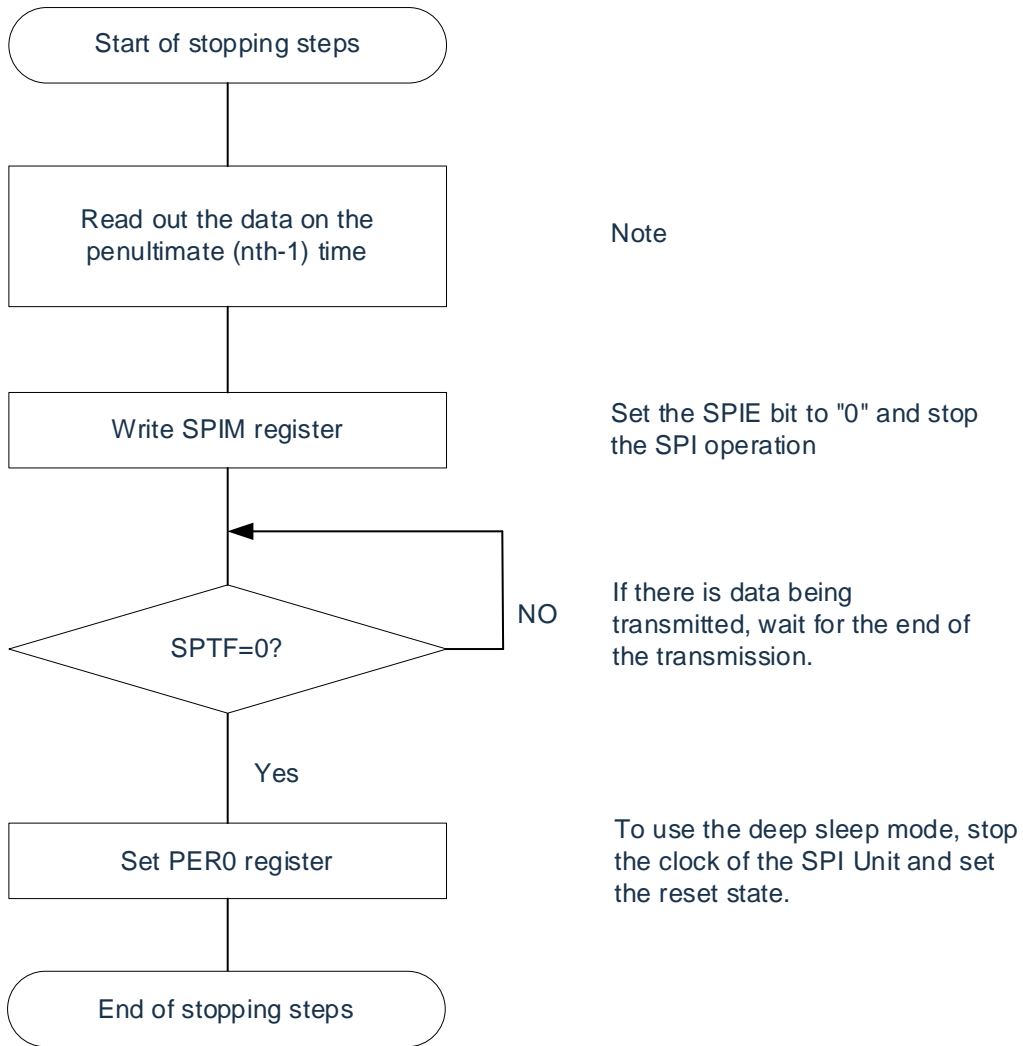 Start of stopping steps
Read out the data on the
penultimate (nth-1) time
Note
Write SPIM register
Set the SPIE bit to "0" and stop
the SPI operation
SPTF=0?
NO
If there is data being
transmitted, wait for the end of
the transmission.
Yes
Set PER0 register
To use the deep sleep mode, stop
the clock of the SPI Unit and set
the reset state.
End of stopping steps